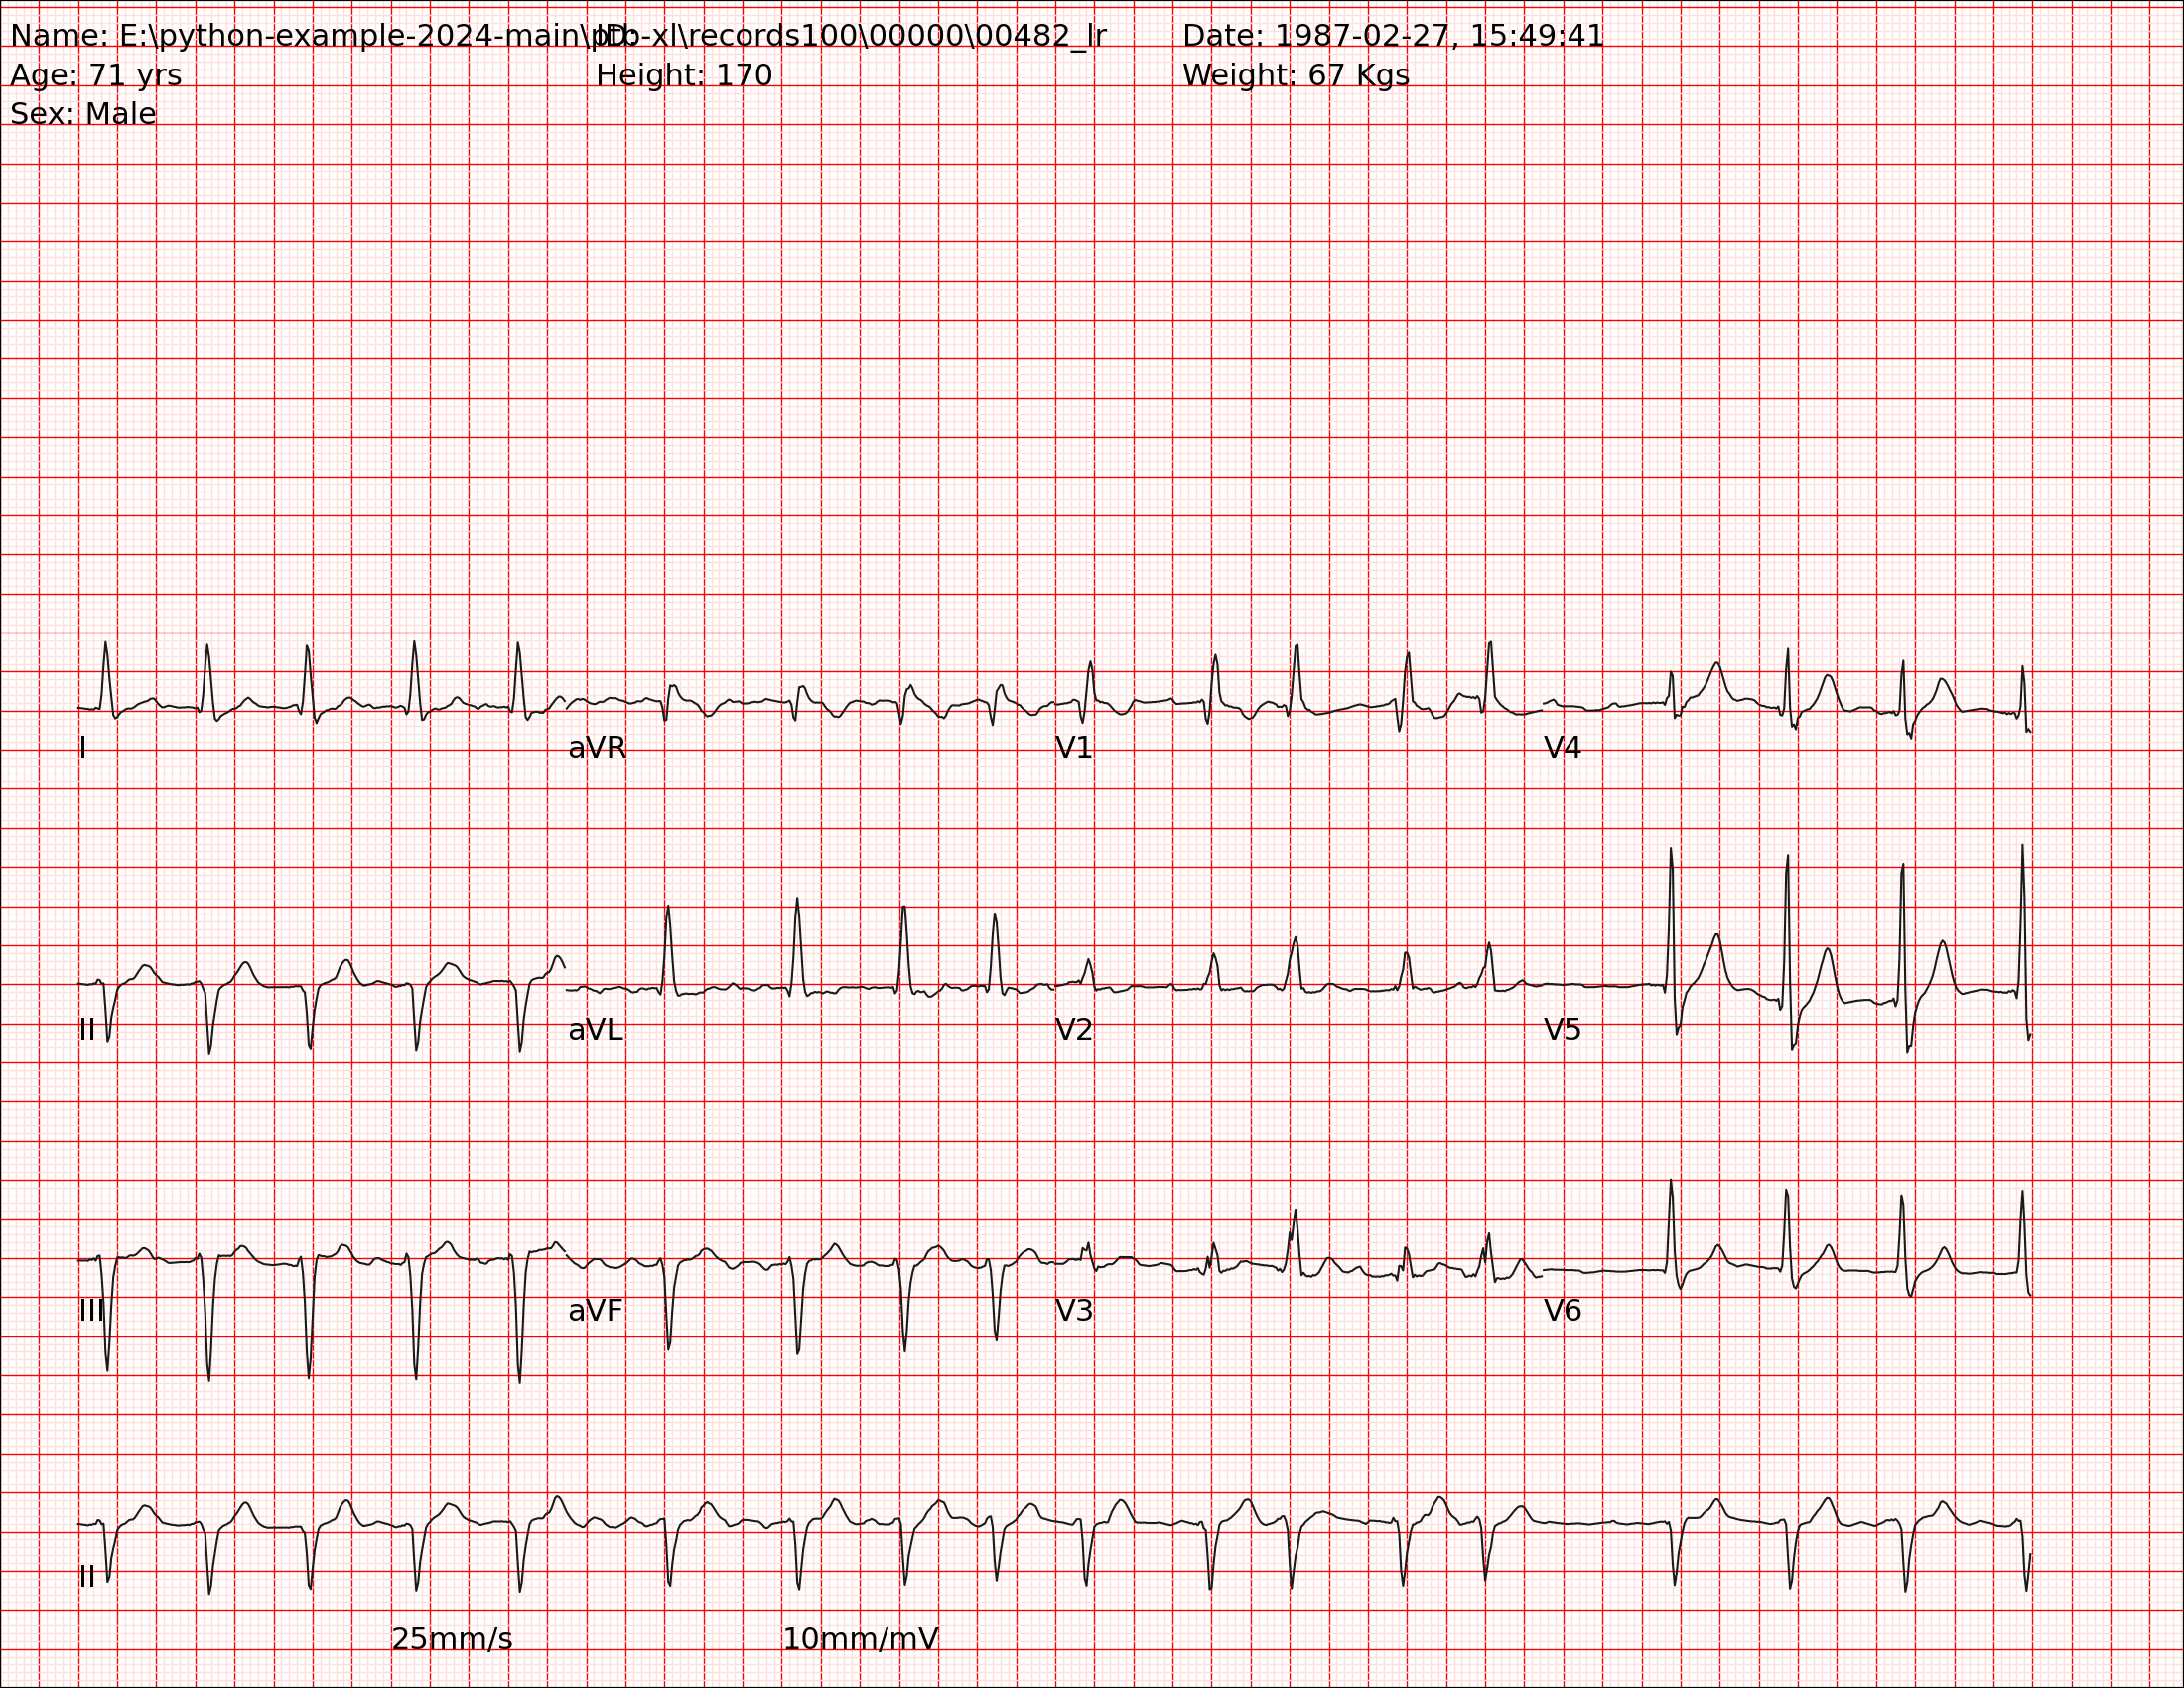 Name: E:\python-example-2024-main\ptb-xl\records100\00000\00482_lr ID: Date: 1987-02-27, 15:49:41
Age: 71 yrs Height: 170 Weight: 67 Kgs
Sex: Male
I aVR V1 V4
II aVL V2 V5
III aVF V3 V6
II
25mm/s 10mm/mV